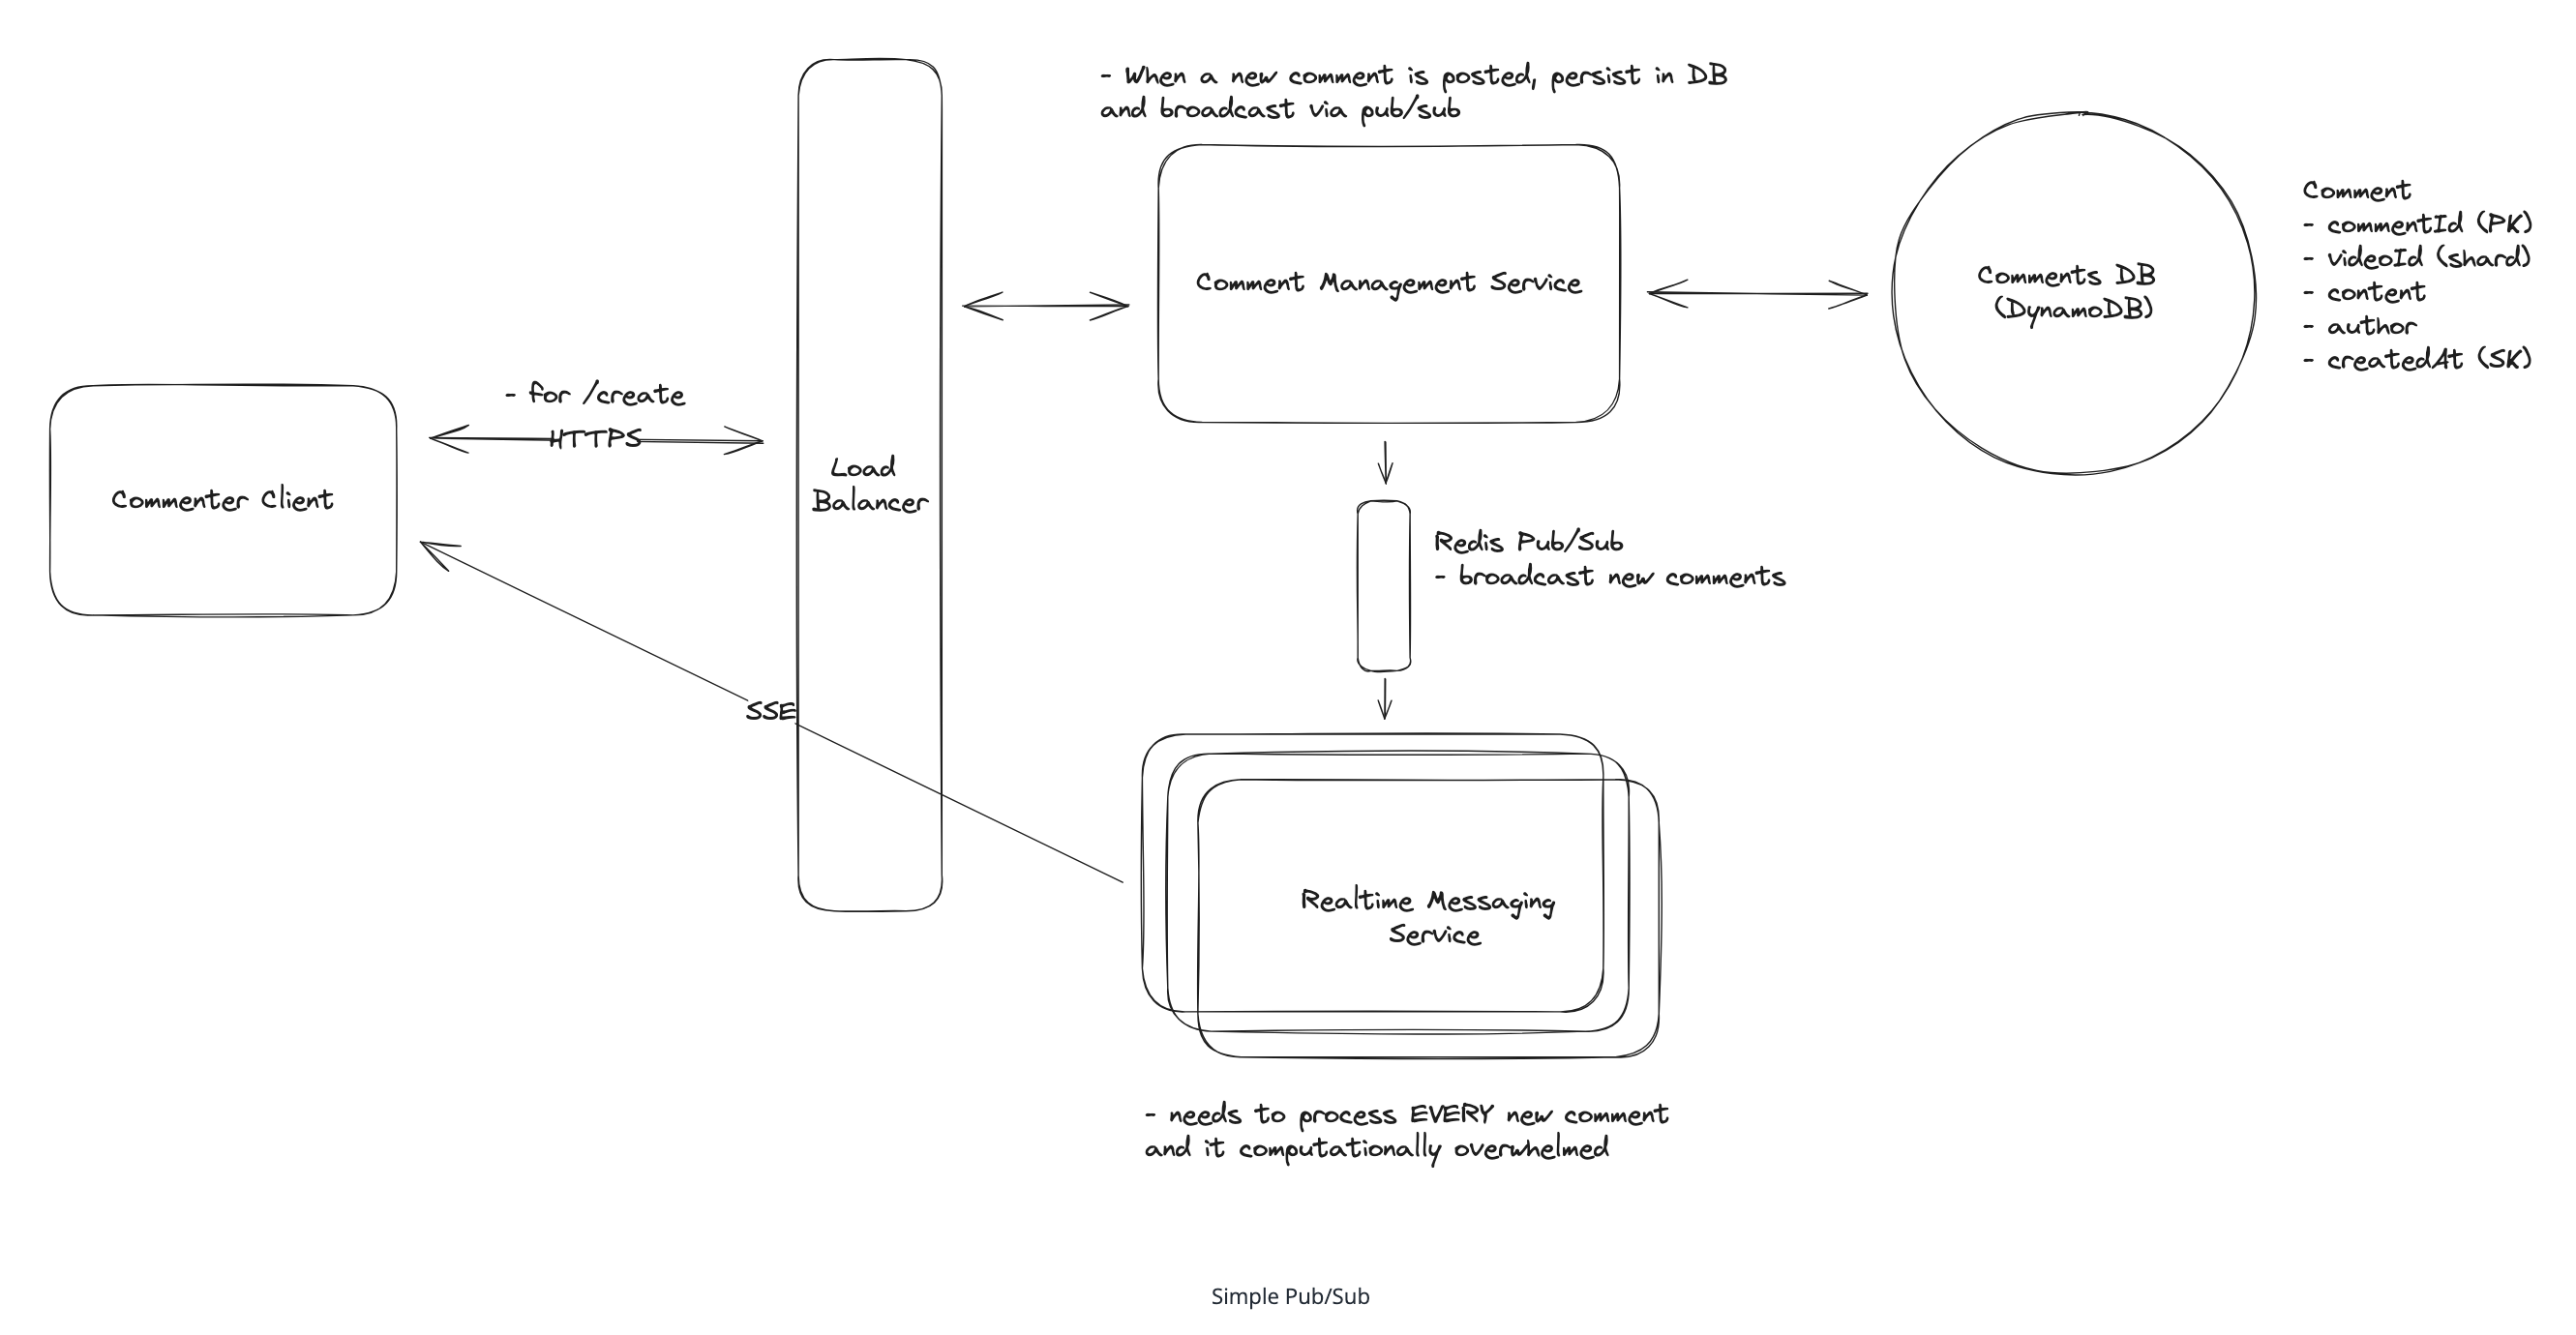 - When a new comment is posted, persist in DB
and broadcast via pub/sub
Comment Management Service
Comments DB
(DynamoDB)
Comment
- commentId (PK)
- videoId (shard)
- content
- author
- createdAt (SK)
- for /create
HTTPS
Commenter Client
Load
Balancer
Redis Pub/Sub
- broadcast new comments
SSE
Realtime Messaging
Service
- needs to process EVERY new comment
and it computationally overwhelmed
Simple Pub/Sub